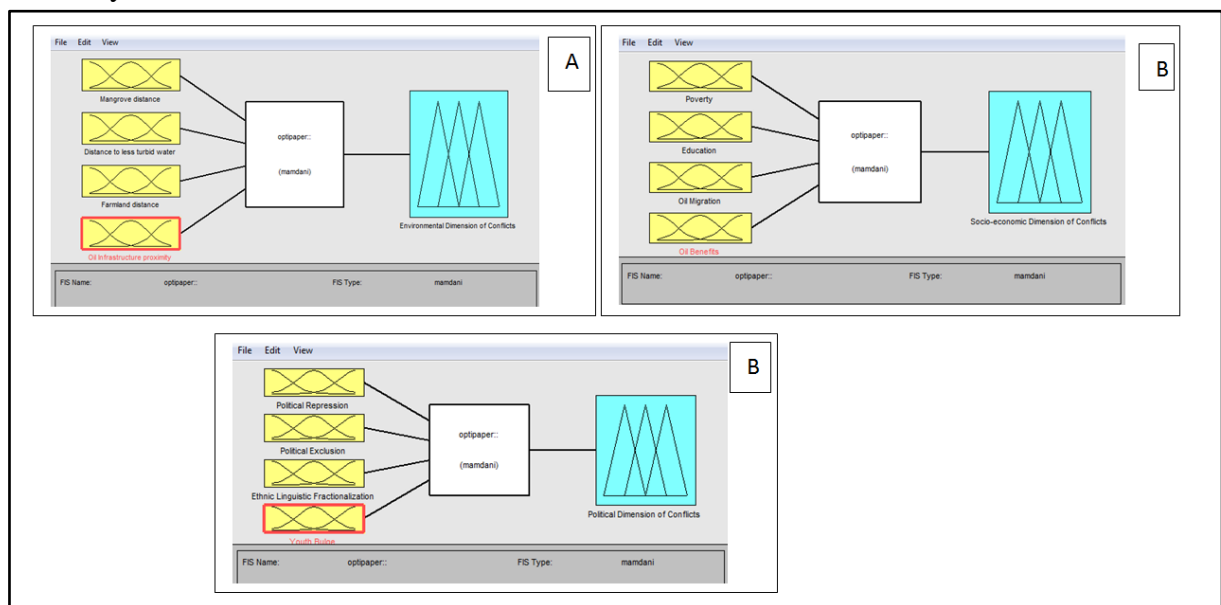 File Edit View
A
Mangrove distance
Distance to less turbid water
Farmland distance
Oil Infrastructure proximity
optipaper::
(mamdani)
Environmental Dimension of Conflicts
FIS Name: optipaper:: FIS Type: mamdani
File Edit View
B
Poverty
Education
Oil Migration
Oil Benefits
optipaper::
(mamdani)
Socio-economic Dimension of Conflicts
FIS Name: optipaper:: FIS Type: mamdani
File Edit View
B
Political Repression
Political Exclusion
Ethnic Linguistic Fractionalization
Youth Bulge
optipaper::
(mamdani)
Political Dimension of Conflicts
FIS Name: optipaper:: FIS Type: mamdani